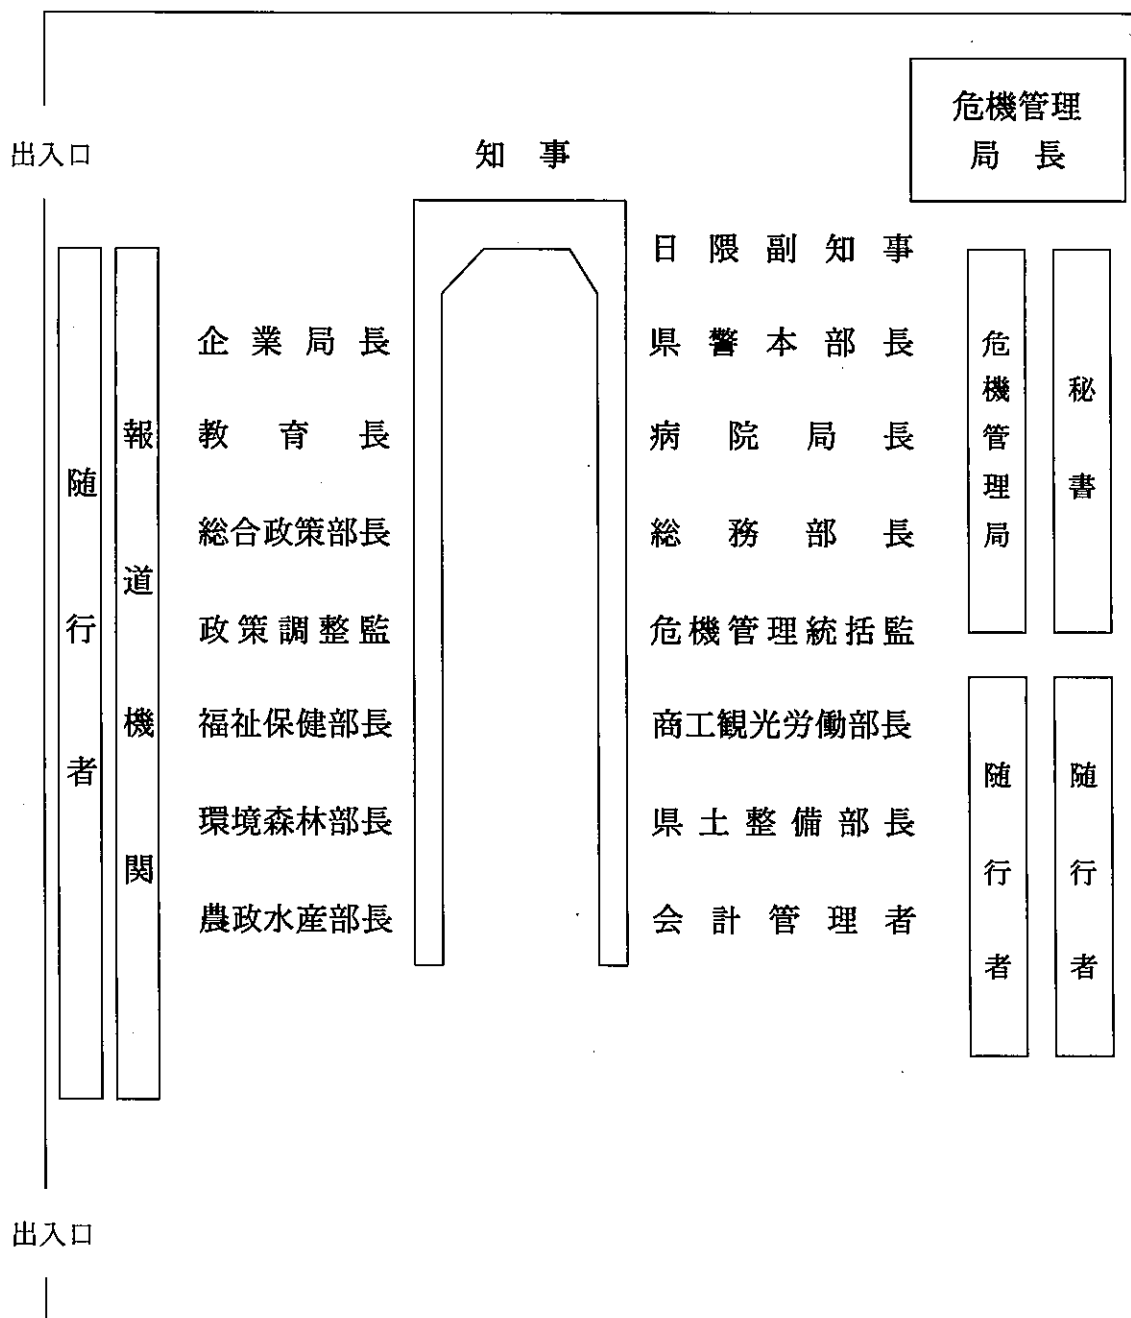 危機管理
局長
出入口
知事
日隈副知事
企業局長
県警本部長
教育長
病院局長
総合政策部長
総務部長
政策調整監
危機管理統括監
福祉保健部長
商工観光労働部長
環境森林部長
県土整備部長
農政水産部長
会計管理者
随行者
報道機関
危機管理局
秘書
随行者
随行者
出入口